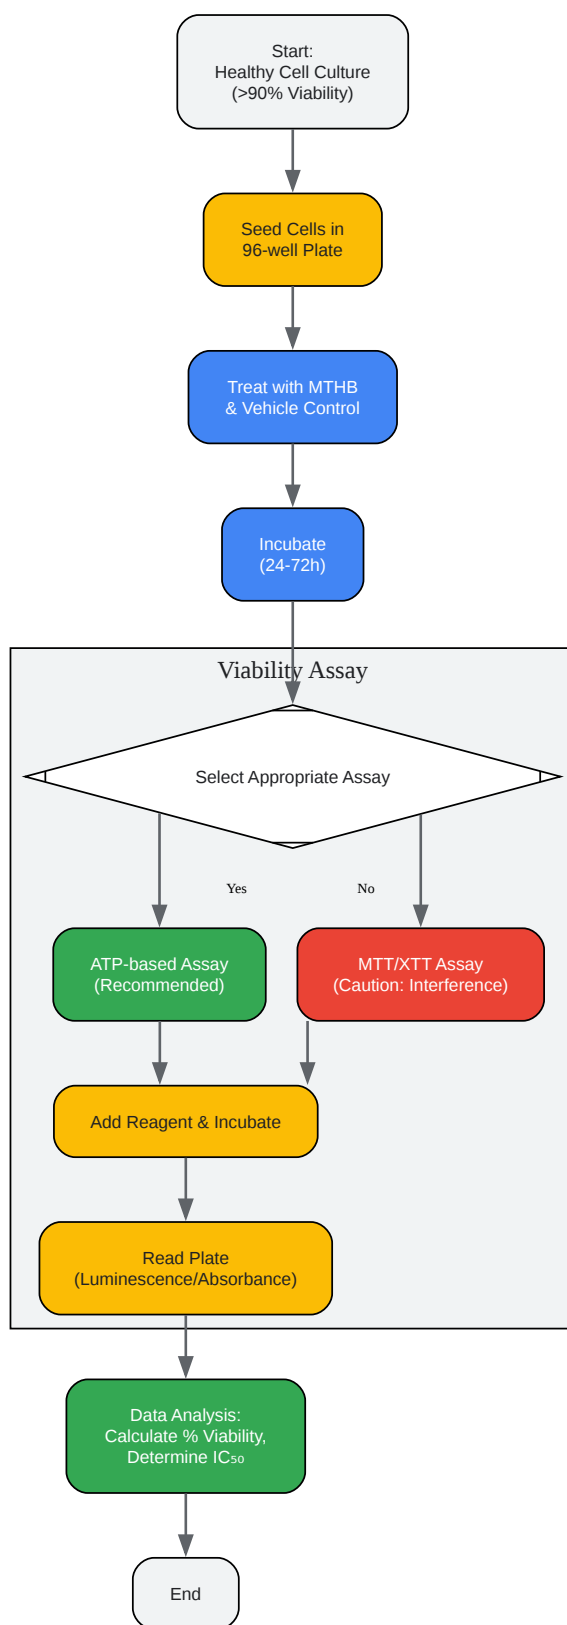 Start:
Healthy Cell Culture
(>90% Viability)
Seed Cells in
96-well Plate
Treat with MTHB
& Vehicle Control
Incubate
(24-72h)
Viability Assay
Select Appropriate Assay
Yes
No
ATP-based Assay
(Recommended)
MTT/XTT Assay
(Caution: Interference)
Add Reagent & Incubate
Read Plate
(Luminescence/Absorbance)
Data Analysis:
Calculate % Viability,
Determine IC₅₀
End